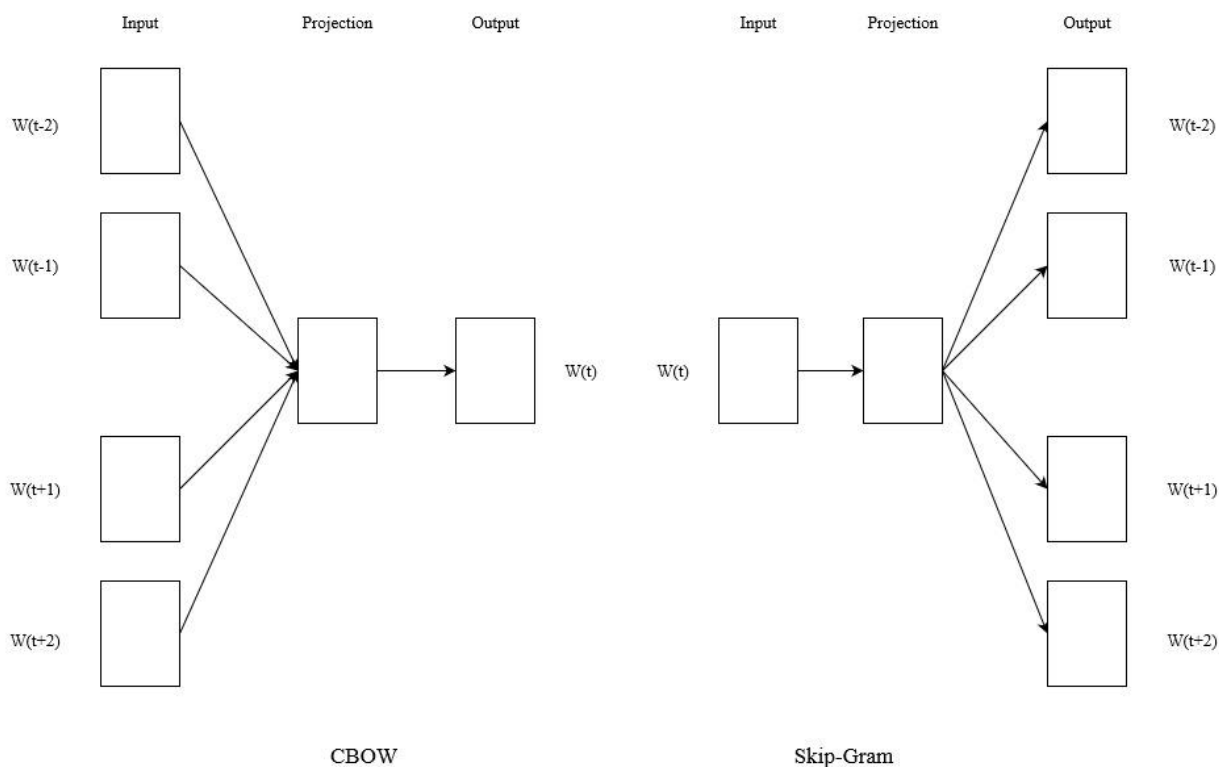 Input Projection Output Input Projection Output
W(t-2) W(t-2)
W(t-1) W(t-1)
W(t) W(t)
W(t+1) W(t+1)
W(t+2) W(t+2)
CBOW Skip-Gram